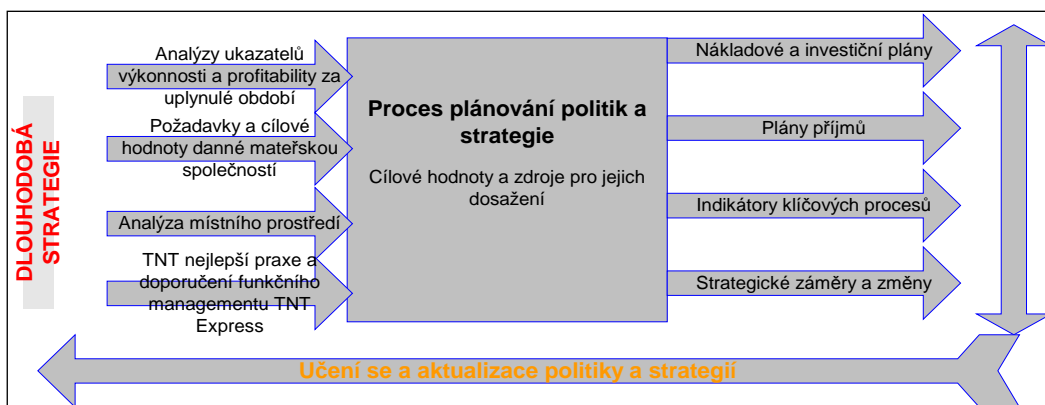 DLOUHODOBÁ
STRATEGIE
Analýzy ukazatelů
výkonnosti a profitability za
uplynulé období
Požadavky a cílové
hodnoty danné mateřskou
společností
Analýza místního prostředí
TNT nejlepší praxe a
doporučení funkčního
managementu TNT
Express
Proces plánování politik a
strategie
Cílové hodnoty a zdroje pro jejich
dosažení
Nákladové a investiční plány
Plány příjmů
Indikátory klíčových procesů
Strategické záměry a změny
Učení se a aktualizace politiky a strategií